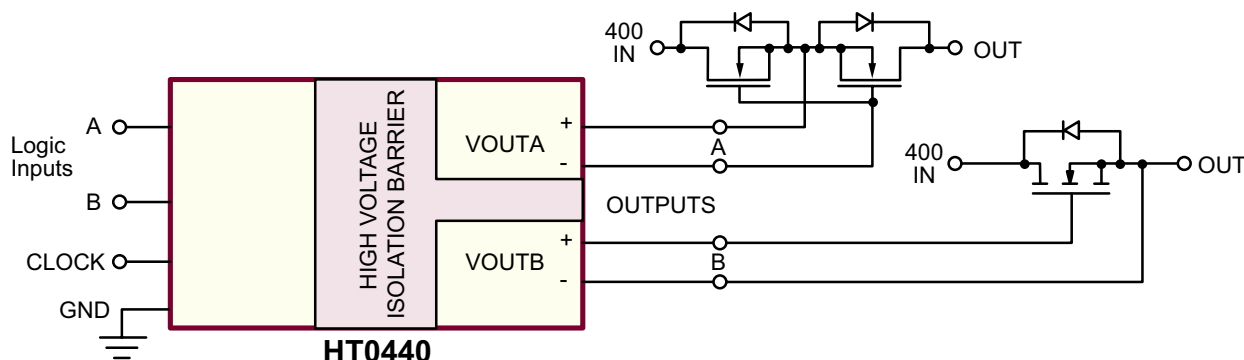 400
IN
OUT
A
Logic
Inputs
B
CLOCK
GND
HIGH VOLTAGE
ISOLATION BARRIER
VOUTA
+
-
A
OUTPUTS
VOUTB
+
-
B
400
IN
OUT
HT0440